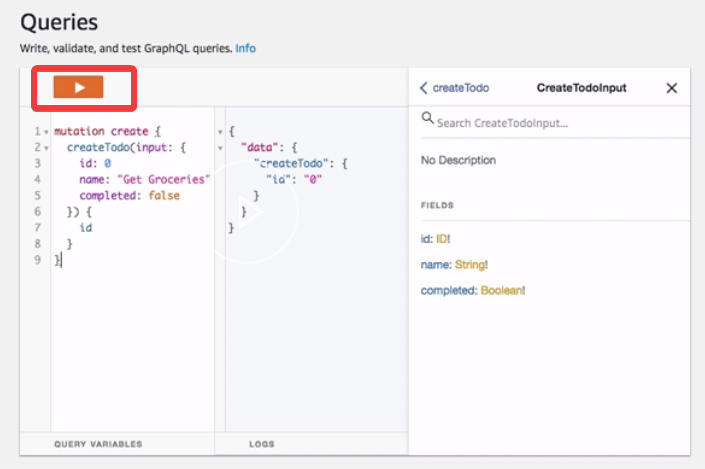 Queries
Write, validate, and test GraphQL queries. Info
1 mutation create {
2 createTodo(input: {
3 id: 0
4 name: "Get Groceries"
5 completed: false
6 }) {
7 id
8 }
9 }
{
"data": {
"createTodo": {
"id": "0"
}
}
}
QUERY VARIABLES
LOGS
createTodo
CreateTodoInput
Search CreateTodoInput...
No Description
FIELDS
id: ID!
name: String!
completed: Boolean!